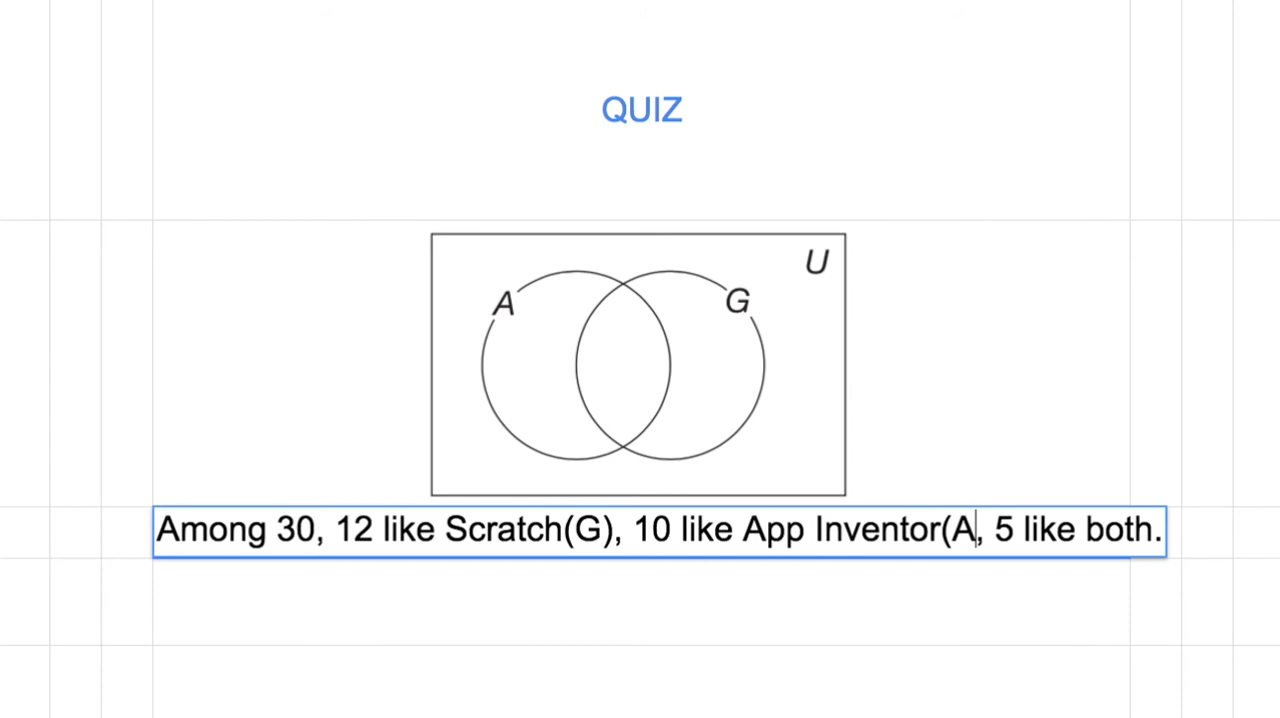 QUIZ
U
A
G
Among 30, 12 like Scratch(G), 10 like App Inventor(A, 5 like both.